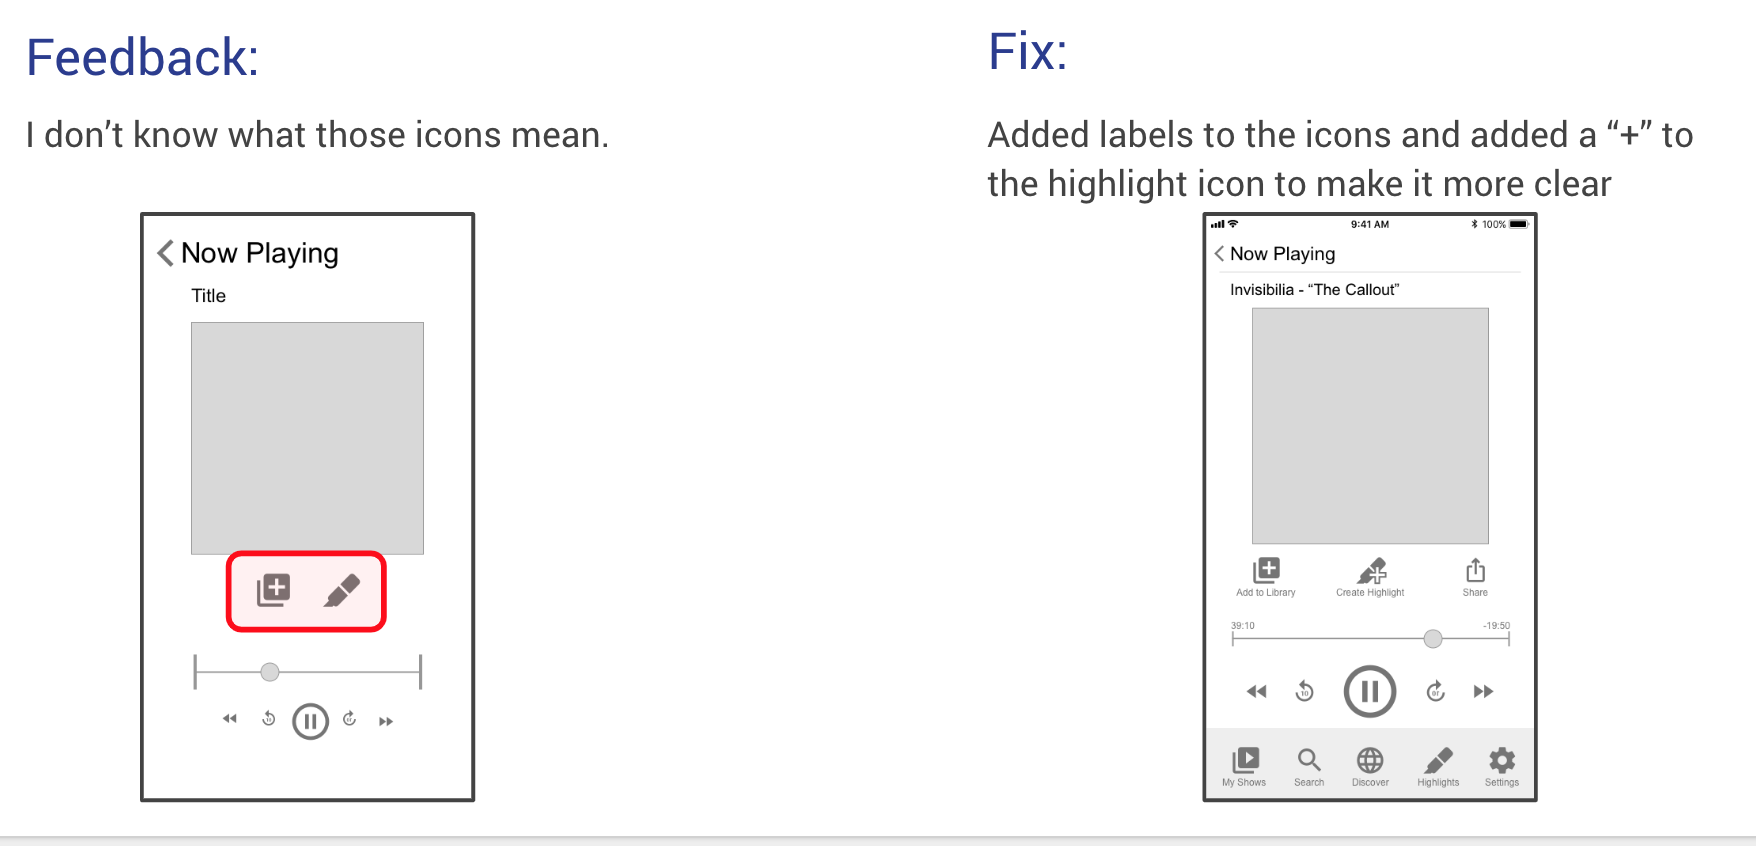 Feedback:
I don’t know what those icons mean.
Now Playing
Title
Fix:
Added labels to the icons and added a “+” to
the highlight icon to make it more clear
9:41 AM
100%
Now Playing
Invisibilia - “The Callout”
Add to Library
Create Highlight
Share
39:10
-19:50
10
My Shows
Search
Discover
Highlights
Settings